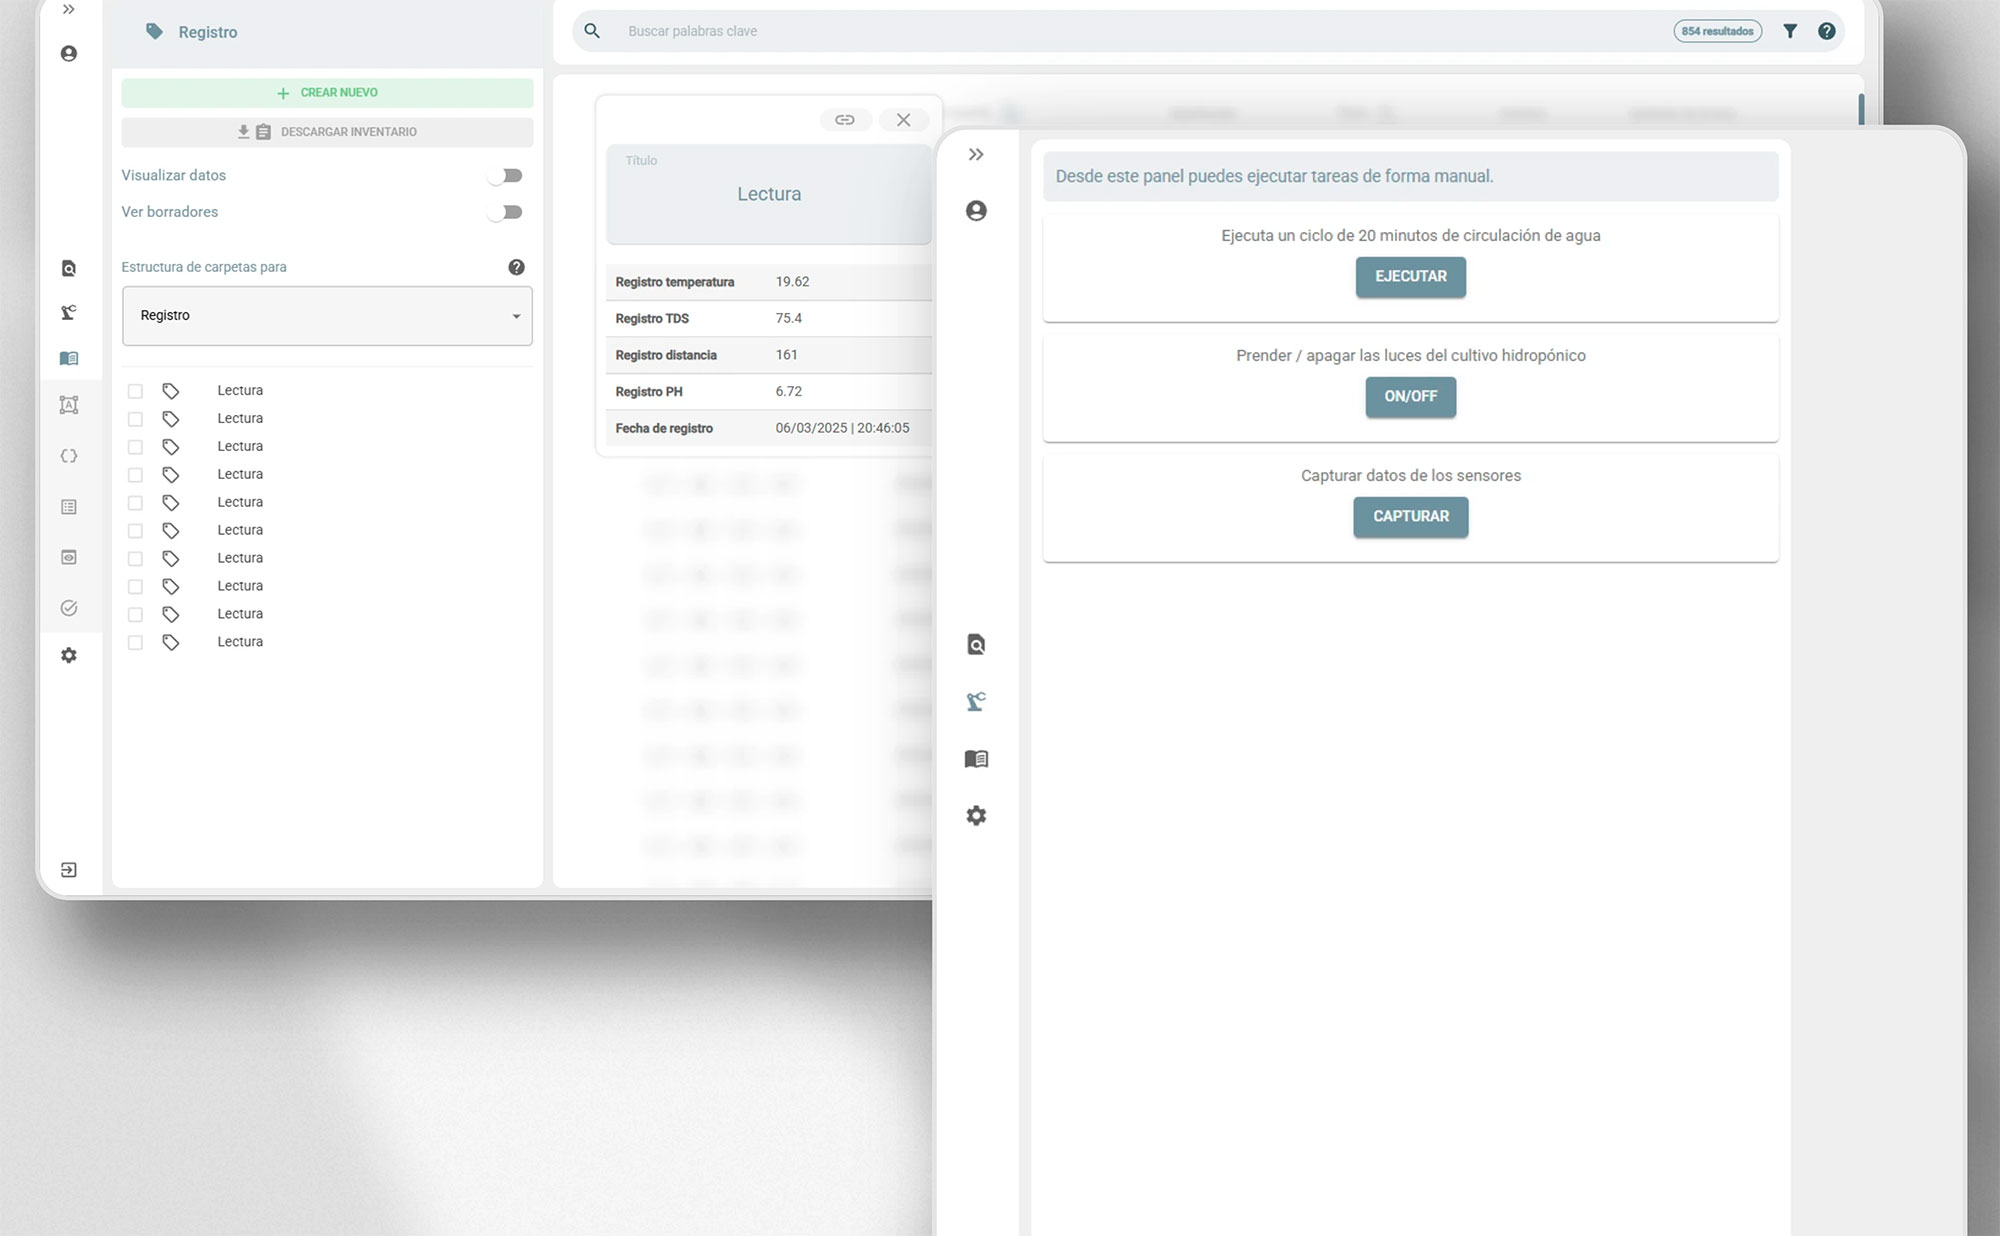 Registro
CREAR NUEVO
DESCARGAR INVENTARIO
Visualizar datos
Ver borradores
Estructura de carpetas para
Registro
Lectura
Lectura
Lectura
Lectura
Lectura
Lectura
Lectura
Lectura
Lectura
Lectura
Buscar palabras clave
854 resultados
Título
Lectura
Registro temperatura 19.62
Registro TDS 75.4
Registro distancia 161
Registro PH 6.72
Fecha de registro 06/03/2025 | 20:46:05
Desde este panel puedes ejecutar tareas de forma manual.
Ejecuta un ciclo de 20 minutos de circulación de agua
EJECUTAR
Prender / apagar las luces del cultivo hidropónico
ON/OFF
Capturar datos de los sensores
CAPTURAR